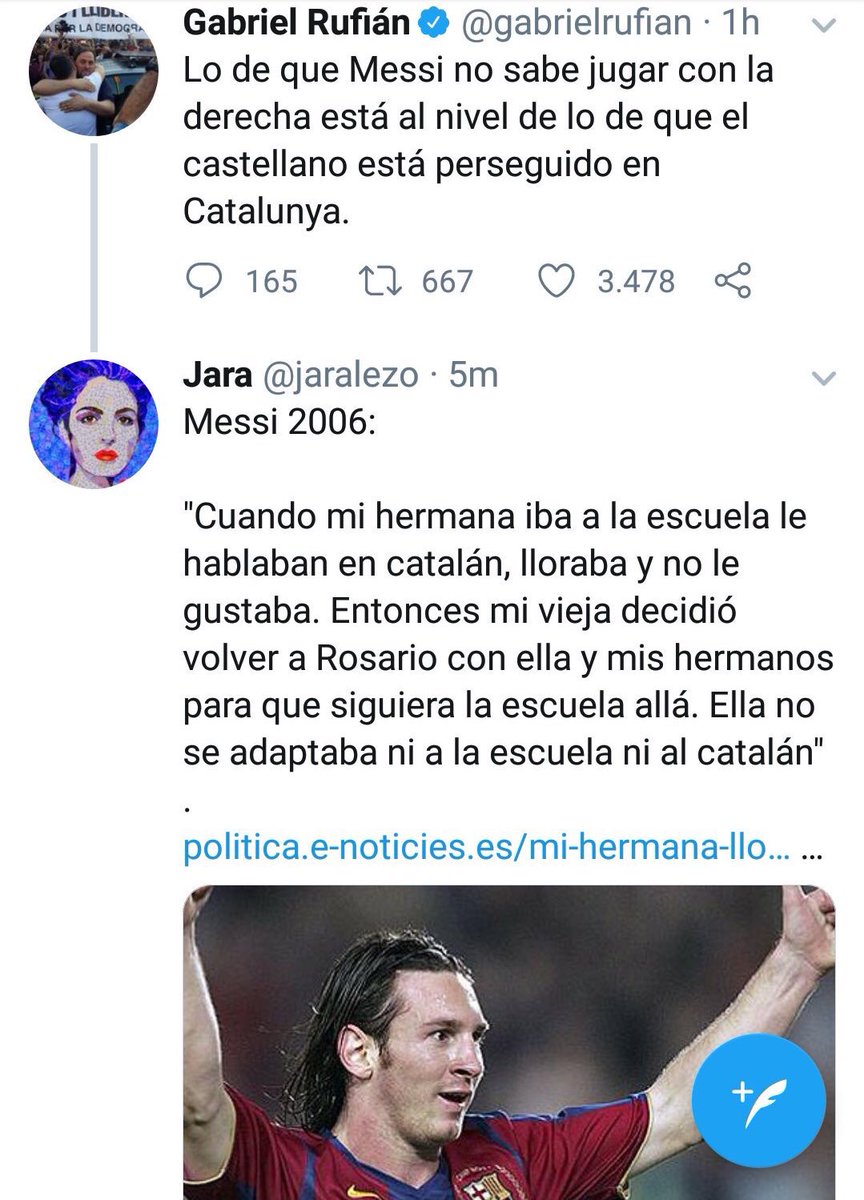 Gabriel Rufián @gabrielrufian · 1h
Lo de que Messi no sabe jugar con la
derecha está al nivel de lo de que el
castellano está perseguido en
Catalunya.
165 667 3.478
Jara @jaralezo · 5m
Messi 2006:
"Cuando mi hermana iba a la escuela le
hablaban en catalán, lloraba y no le
gustaba. Entonces mi vieja decidió
volver a Rosario con ella y mis hermanos
para que siguiera la escuela allá. Ella no
se adaptaba ni a la escuela ni al catalán"
.
politica.e-noticies.es/mi-hermana-llo... ...